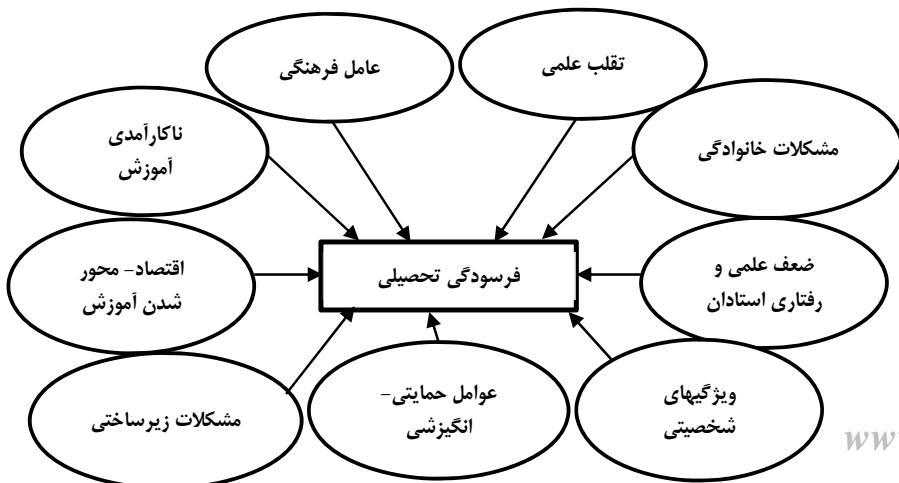 عامل فرهنگی
تقلب علمی
ناکارآمدی
آموزش
مشکلات خانوادگی
اقتصاد- محور
شدن آموزش
فرسودگی تحصیلی
ضعف علمی و
رفتاری استادان
مشکلات زیرساختی
عوامل حمایتی-
انگیزشی
ویژگیهای
شخصیتی
www